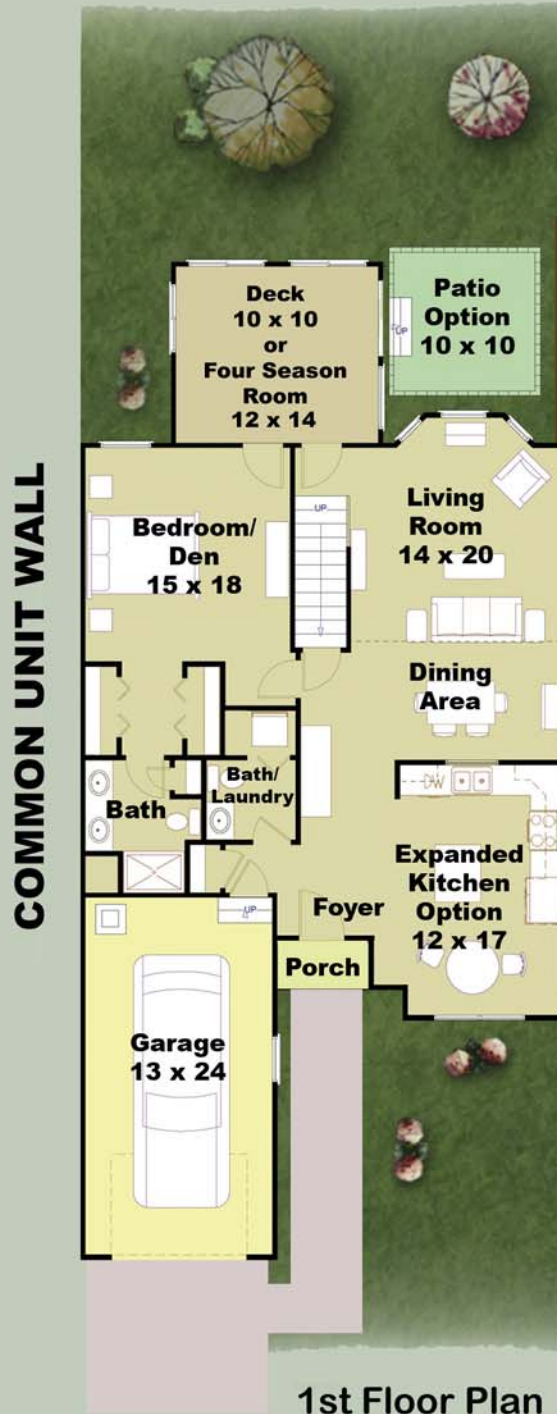 Deck
10 x 10
or
Four Season
Room
12 x 14
Patio
Option
10 x 10
UP
COMMON UNIT WALL
Bedroom/
Den
15 x 18
UP
Living
Room
14 x 20
Dining
Area
Bath
Bath/
Laundry
DW
Expanded
Kitchen
Option
12 x 17
Foyer
UP
Porch
Garage
13 x 24
1st Floor Plan